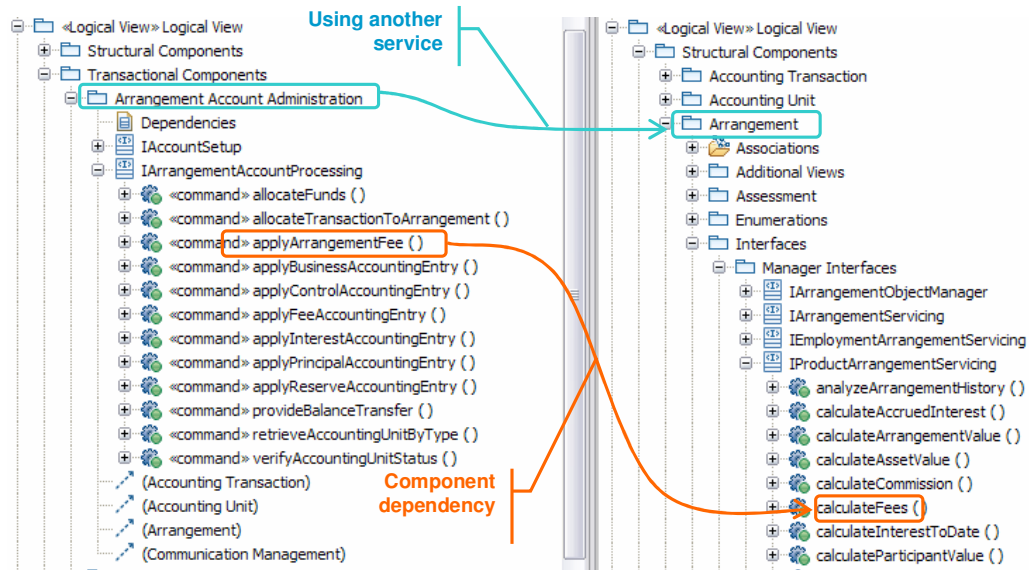 Using another
service
«Logical View» Logical View
Structural Components
Transactional Components
Arrangement Account Administration
Dependencies
IAccountSetup
IArrangementAccountProcessing
«command» allocateFunds ( )
«command» allocateTransactionToArrangement ( )
«command» applyArrangementFee ( )
«command» applyBusinessAccountingEntry ( )
«command» applyControlAccountingEntry ( )
«command» applyFeeAccountingEntry ( )
«command» applyInterestAccountingEntry ( )
«command» applyPrincipalAccountingEntry ( )
«command» applyReserveAccountingEntry ( )
«command» provideBalanceTransfer ( )
«command» retrieveAccountingUnitByType ( )
«command» verifyAccountingUnitStatus ( )
(Accounting Transaction)
(Accounting Unit)
(Arrangement)
(Communication Management)
Component
dependency
«Logical View» Logical View
Structural Components
Accounting Transaction
Accounting Unit
Arrangement
Associations
Additional Views
Assessment
Enumerations
Interfaces
Manager Interfaces
IArrangementObjectManager
IArrangementServicing
IEmploymentArrangementServicing
IProductArrangementServicing
analyzeArrangementHistory ( )
calculateAccruedInterest ( )
calculateArrangementValue ( )
calculateAssetValue ( )
calculateCommission ( )
calculateFees ( )
calculateInterestToDate ( )
calculateParticipantValue ( )